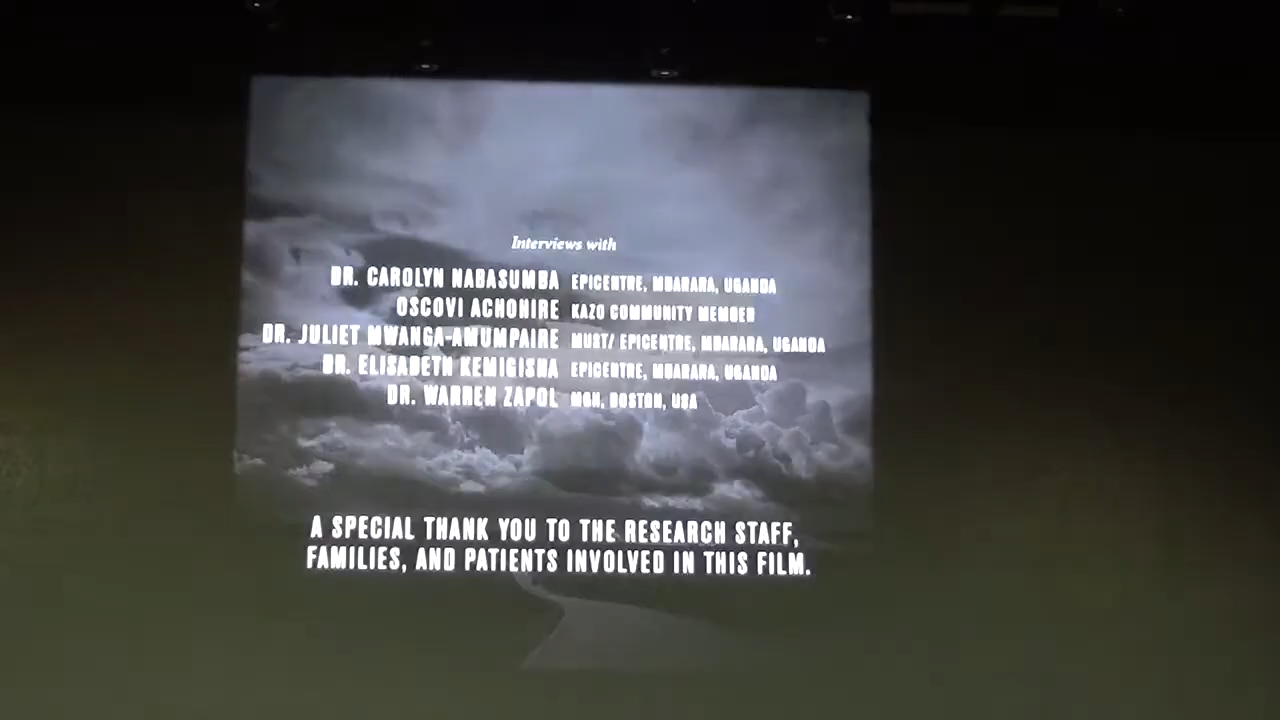 Interviews with
DR. CAROLYN NABASUMBA EPICENTRE, MBARARA, UGANDA
OSCOVI ACHOHIRE KAZO COMMUNITY MEMBER
DR. JULIET MWANGA-AMUMPAIRE MUST/ EPICENTRE, MBARARA, UGANDA
DR. ELISABETH KEMIGISHA EPICENTRE, MBARARA, UGANDA
DR. WARREN ZAPOL MGH, BOSTON, USA
A SPECIAL THANK YOU TO THE RESEARCH STAFF,
FAMILIES, AND PATIENTS INVOLVED IN THIS FILM.